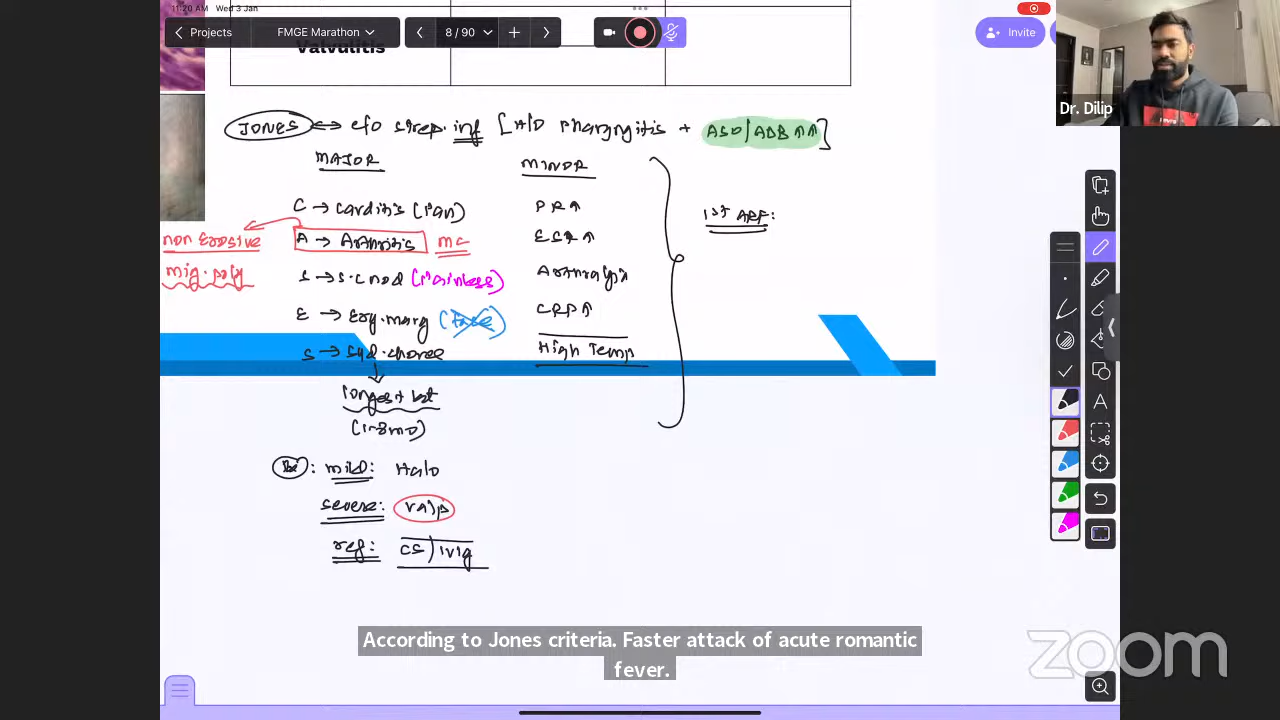 11:20 AM Wed 3 Jan
Projects
FMGE Marathon
8 / 90
Invite
Valvulitis
Dr. Dilip
JONES ↔ e/o strep. inf [H/O pharyngitis + ASO/ADB ↑↑]
MAJOR
MINOR
C → carditis (Pan)
PR↑
1st ARF:
non erosive
A → Arthritis
mc
ESR↑
mig. poly
S → S.C nod (Painless)
Arthralgia
E → Ery. marg (face)
CRP↑
S → syd. chorea
High Temp
longest lat
(1-8mo)
mild: Halo
severe: valp
ref: CS/IVIg
According to Jones criteria. Faster attack of acute romantic
fever.
zoom